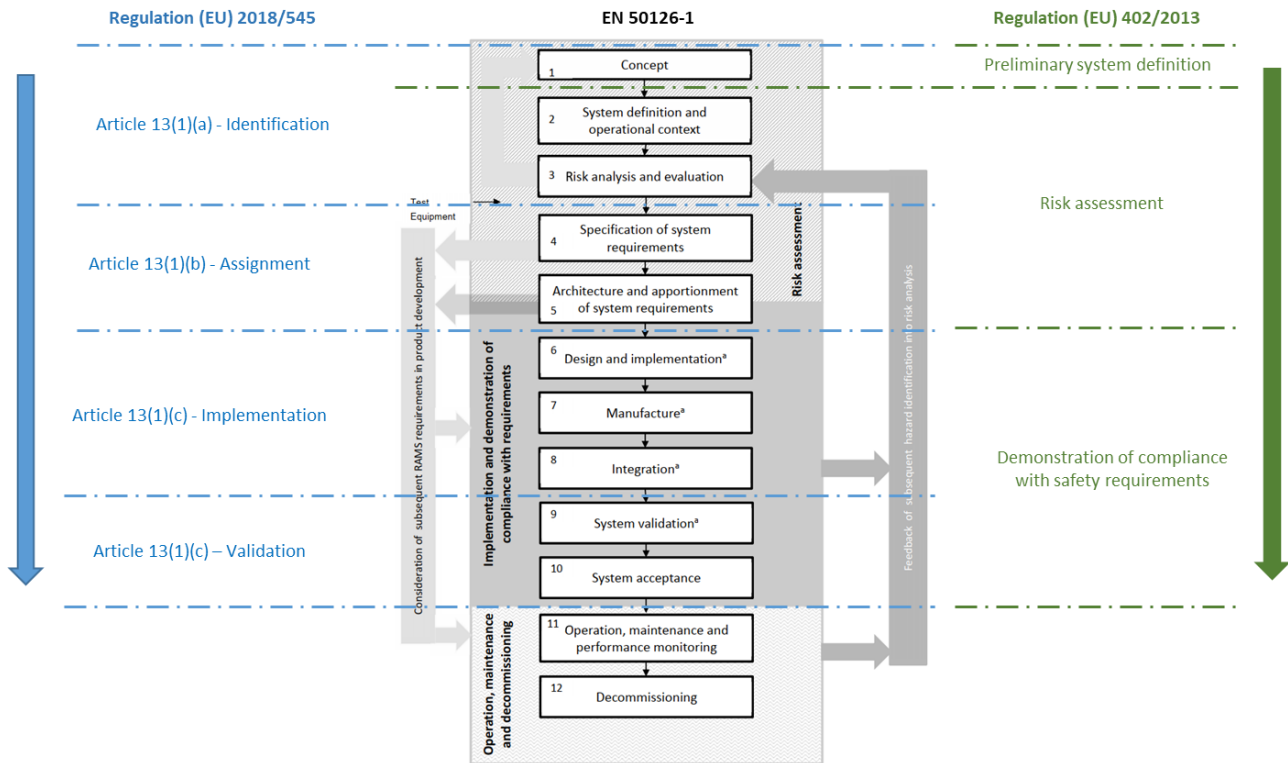 Regulation (EU) 2018/545
EN 50126-1
Regulation (EU) 402/2013
1
Concept
Preliminary system definition
2
System definition and
operational context
Article 13(1)(a) - Identification
3
Risk analysis and evaluation
Test
Equipment
Risk assessment
Risk assessment
4
Specification of system
requirements
Article 13(1)(b) - Assignment
5
Architecture and apportionment
of system requirements
6
Design and implementationᵃ
7
Manufactureᵃ
Article 13(1)(c) - Implementation
8
Integrationᵃ
Demonstration of compliance
with safety requirements
9
System validationᵃ
Article 13(1)(c) – Validation
10
System acceptance
11
Operation, maintenance and
performance monitoring
12
Decommissioning
Consideration of subsequent RAMS requirements in product development
Implementation and demonstration of
compliance with requirements
Operation, maintenance
and decommissioning
Feedback of subsequent hazard identification into risk analysis